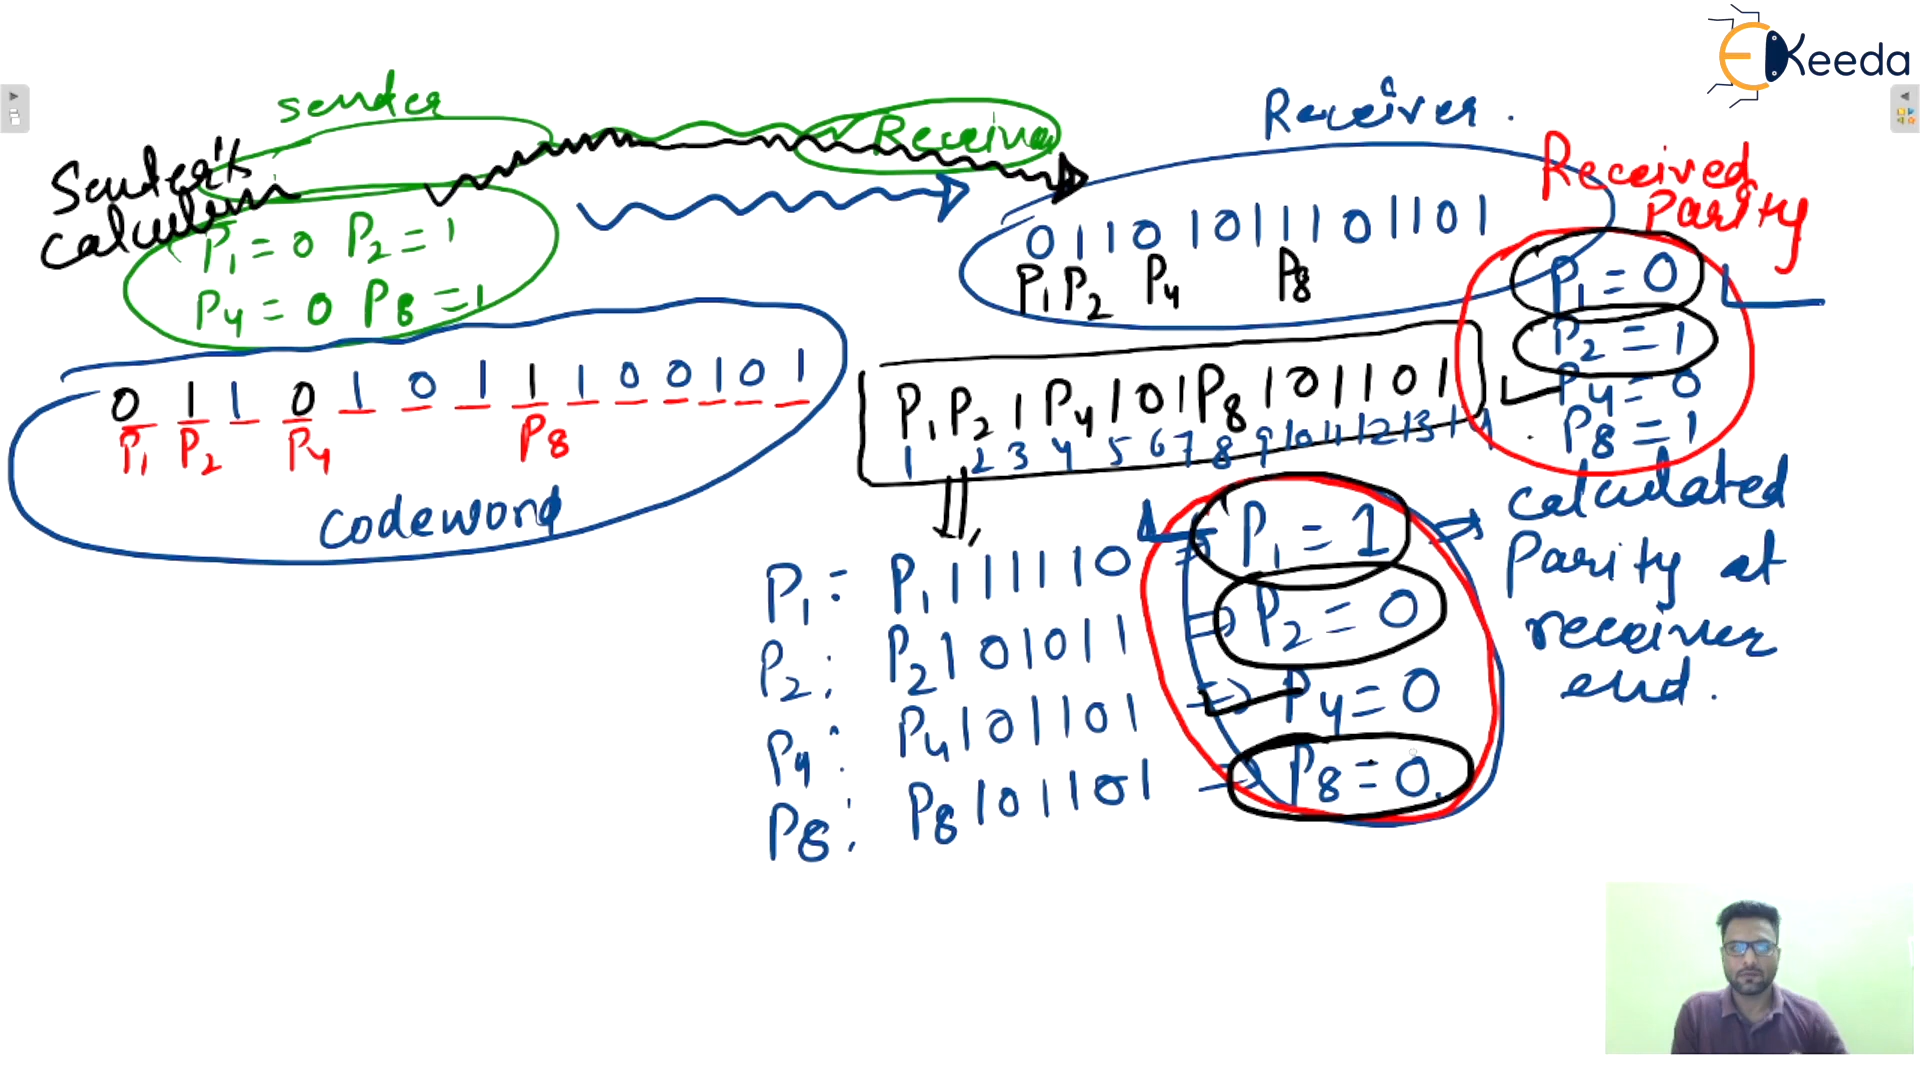 Keeda
sender
Receiver
Receiver.
Sender's
Received
Parity
P1 = 0 P2 = 1
P4 = 0 P8 = 1
0 1 1 0 1 0 1 1 1 0 1 1 0 1
P1 P2 P4 P8
P1 = 0
P2 = 1
P4 = 0
P8 = 1
0 1 1 0 1 0 1 1 1 0 0 1 0 1
P1 P2 P4 P8
codeword
P1 P2 1 P4 1 0 1 P8 1 0 1 1 0 1
1 2 3 4 5 6 7 8 9 10 11 12 13 14
P1 : P1 1 1 1 1 1 0 ⇒ P1 = 1
P2 : P2 1 0 1 0 1 1 ⇒ P2 = 0
P4 : P4 1 0 1 1 0 1 ⇒ P4 = 0
P8 : P8 1 0 1 1 0 1 ⇒ P8 = 0
→ calculated
Parity at
receiver
end.